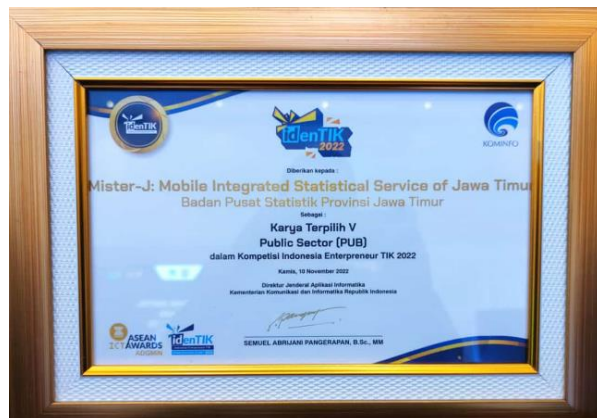 idenTIK
idenTIK
2022
KOMINFO
Diberikan kepada :
Mister-J: Mobile Integrated Statistical Service of Jawa Timur
Badan Pusat Statistik Provinsi Jawa Timur
Sebagai :
Karya Terpilih V
Public Sector (PUB)
dalam Kompetisi Indonesia Enterpreneur TIK 2022
Kamis, 10 November 2022
Direktur Jenderal Aplikasi Informatika
Kementerian Komunikasi dan Informatika Republik Indonesia
SEMUEL ABRIJANI PANGERAPAN, B.Sc., MM
ASEAN
ICT AWARDS
ADGMIN
idenTIK